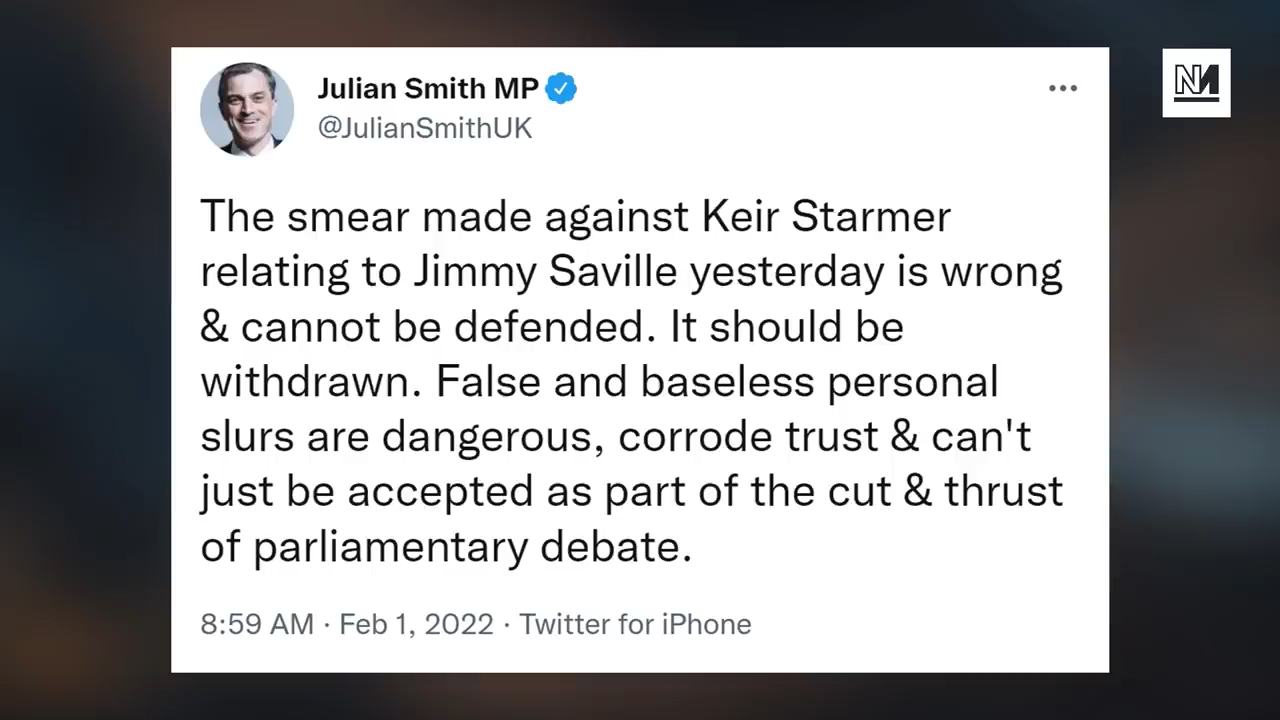 Julian Smith MP
@JulianSmithUK
The smear made against Keir Starmer
relating to Jimmy Saville yesterday is wrong
& cannot be defended. It should be
withdrawn. False and baseless personal
slurs are dangerous, corrode trust & can't
just be accepted as part of the cut & thrust
of parliamentary debate.
8:59 AM · Feb 1, 2022 · Twitter for iPhone
NM